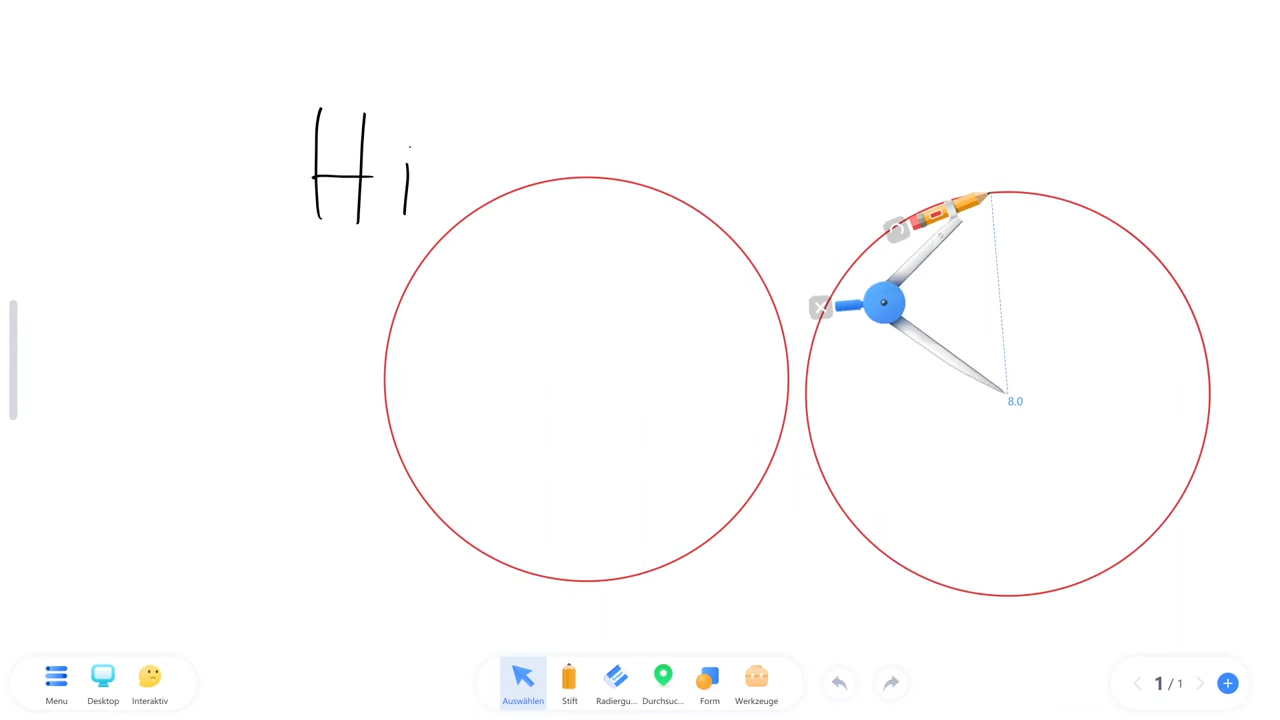 Hi
8.0
Menu Desktop Interaktiv Auswählen Stift Radiergu... Durchsuc... Form Werkzeuge 1 / 1